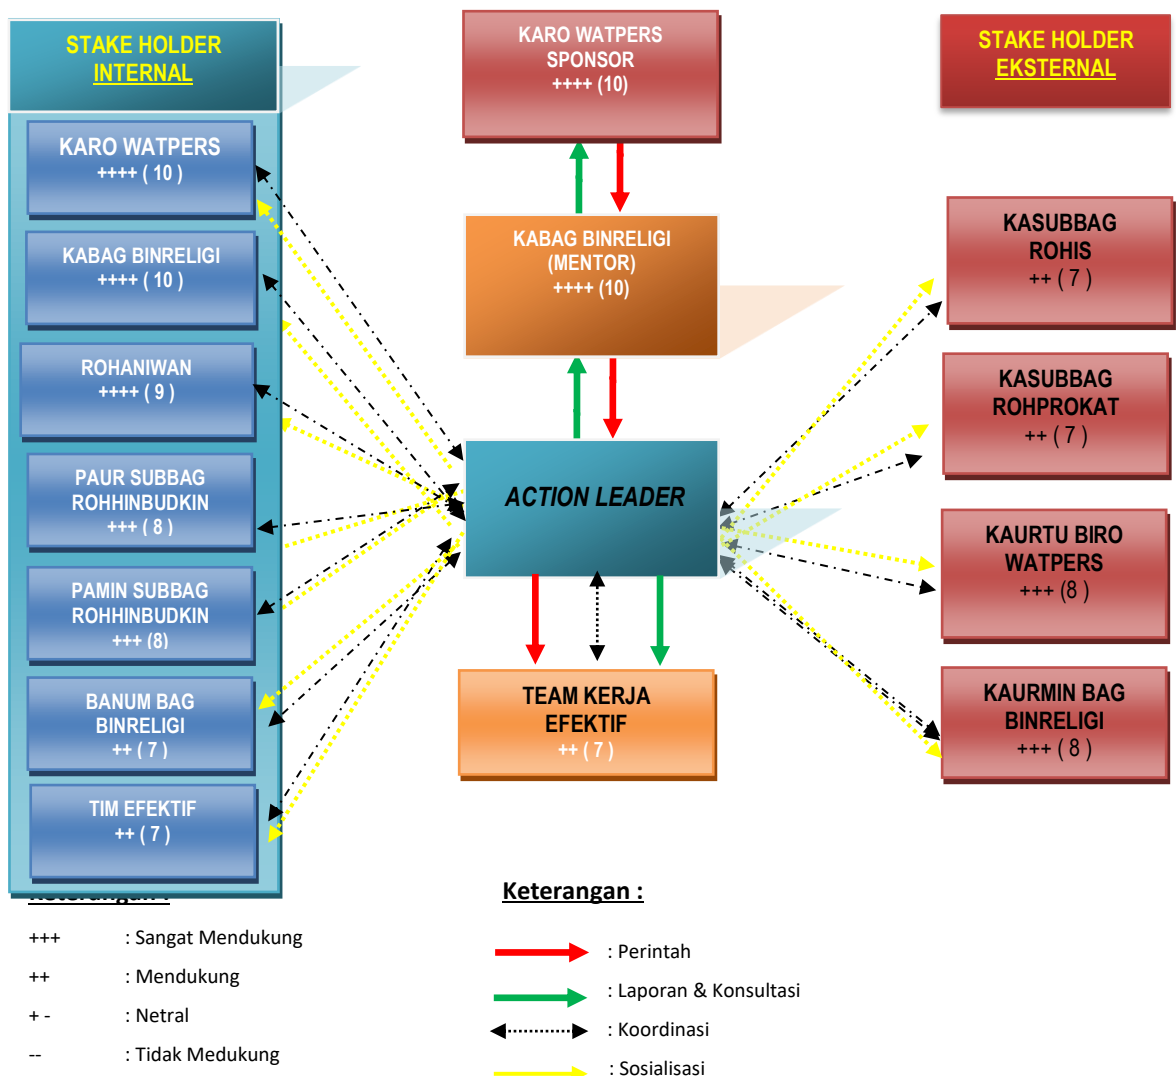 STAKE HOLDER
INTERNAL
KARO WATPERS
++++ ( 10 )
KABAG BINRELIGI
++++ ( 10 )
ROHANIWAN
++++ ( 9 )
PAUR SUBBAG
ROHHINBUDKIN
+++ ( 8 )
PAMIN SUBBAG
ROHHINBUDKIN
+++ (8)
BANUM BAG
BINRELIGI
++ ( 7 )
TIM EFEKTIF
++ ( 7 )
KARO WATPERS
SPONSOR
++++ (10)
KABAG BINRELIGI
(MENTOR)
++++ (10)
ACTION LEADER
TEAM KERJA
EFEKTIF
++ ( 7 )
STAKE HOLDER
EKSTERNAL
KASUBBAG
ROHIS
++ ( 7 )
KASUBBAG
ROHPROKAT
++ ( 7 )
KAURTU BIRO
WATPERS
+++ (8 )
KAURMIN BAG
BINRELIGI
+++ ( 8 )
Keterangan :
+++ : Sangat Mendukung
++ : Mendukung
+ - : Netral
-- : Tidak Medukung
Keterangan :
: Perintah
: Laporan & Konsultasi
: Koordinasi
: Sosialisasi